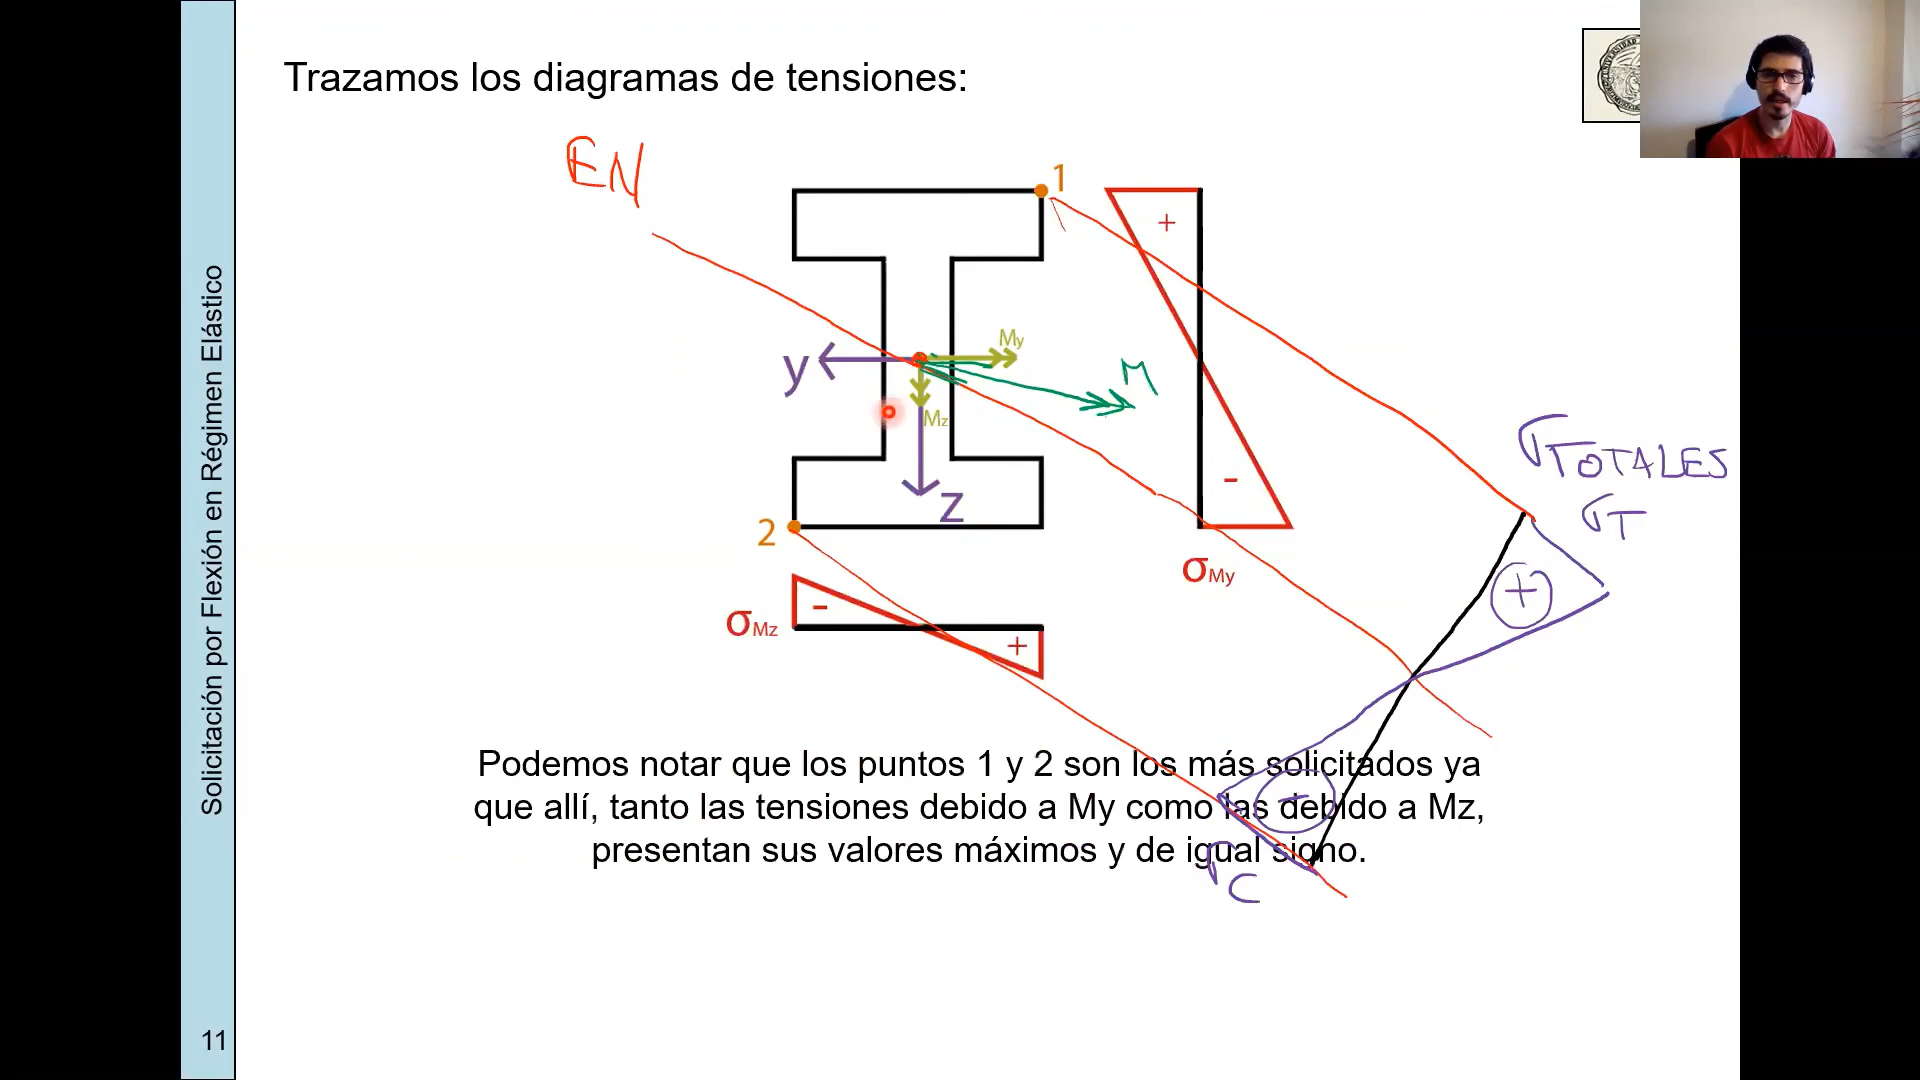 Trazamos los diagramas de tensiones:
EN
1
+
My
y
M
Mz
-
z
2
σTOTALES
σT
σMy
+
σMz
-
+
Podemos notar que los puntos 1 y 2 son los más solicitados ya
que allí, tanto las tensiones debido a My como las debido a Mz,
presentan sus valores máximos y de igual signo.
-
σC
Solicitación por Flexión en Régimen Elástico
11